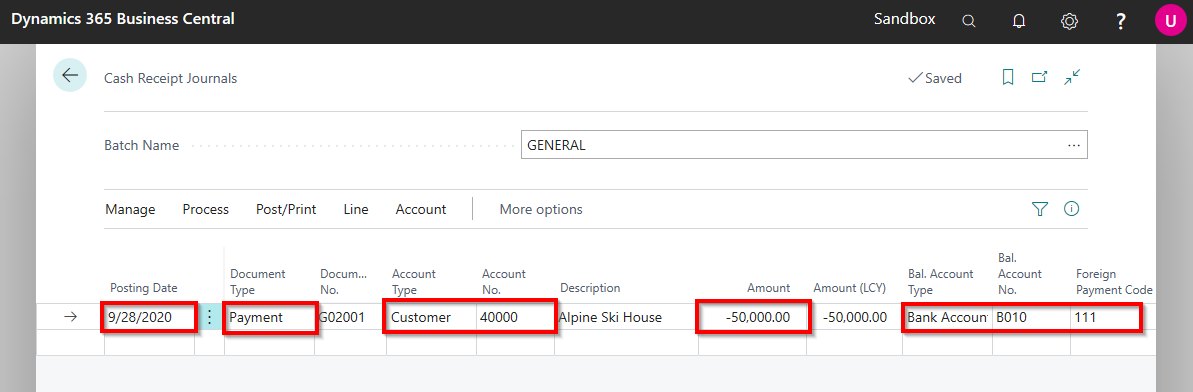 Dynamics 365 Business Central
Sandbox
?
U
Cash Receipt Journals
Saved
Batch Name
GENERAL
...
Manage Process Post/Print Line Account More options
Posting Date
Document
Type
Docum...
No.
Account
Type
Account
No.
Description
Amount
Amount (LCY)
Bal. Account
Type
Bal.
Account
No.
Foreign
Payment Code
9/28/2020 Payment G02001 Customer 40000 Alpine Ski House -50,000.00 -50,000.00 Bank Accoun B010 111